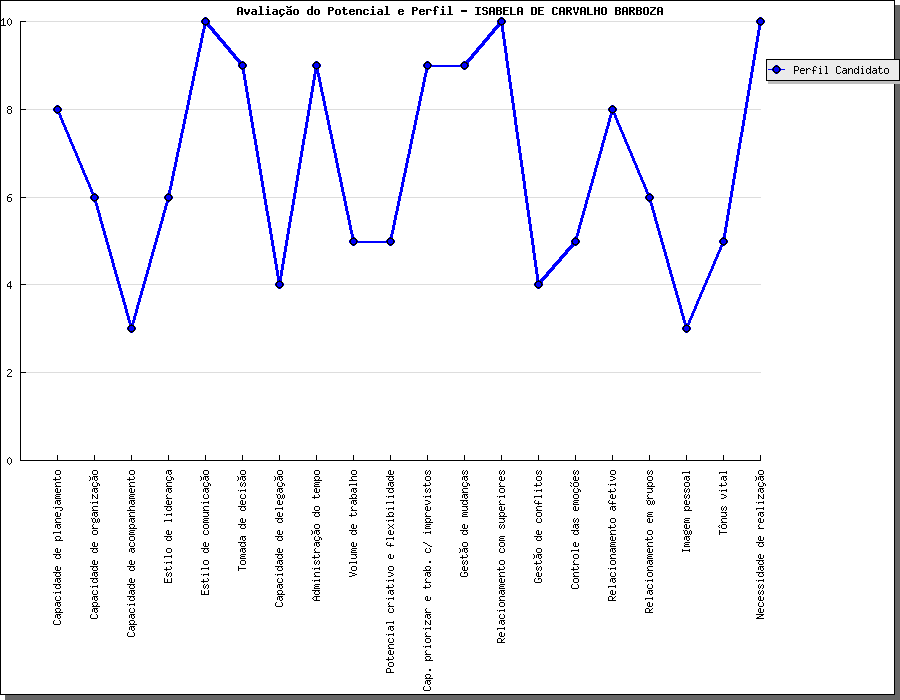 Avaliação do Potencial e Perfil - ISABELA DE CARVALHO BARBOZA
Perfil Candidato
10
8
6
4
2
0
Capacidade de planejamento
Capacidade de organização
Capacidade de acompanhamento
Estilo de liderança
Estilo de comunicação
Tomada de decisão
Capacidade de delegação
Administração do tempo
Volume de trabalho
Potencial criativo e flexibilidade
Cap. priorizar e trab. c/ imprevistos
Gestão de mudanças
Relacionamento com superiores
Gestão de conflitos
Controle das emoções
Relacionamento afetivo
Relacionamento em grupos
Imagem pessoal
Tônus vital
Necessidade de realização